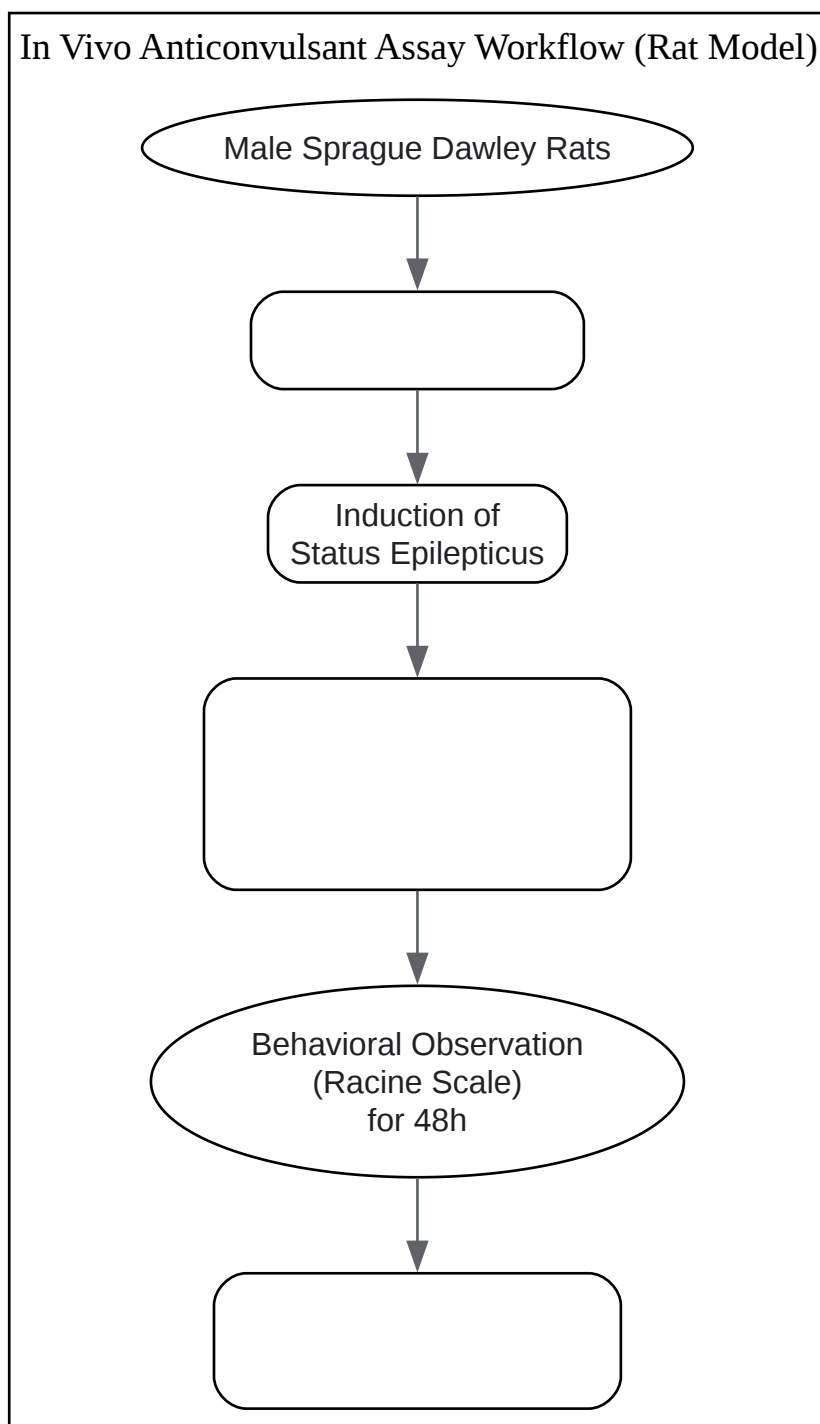 In Vivo Anticonvulsant Assay Workflow (Rat Model)
Male Sprague Dawley Rats
Induction of
Status Epilepticus
Behavioral Observation
(Racine Scale)
for 48h